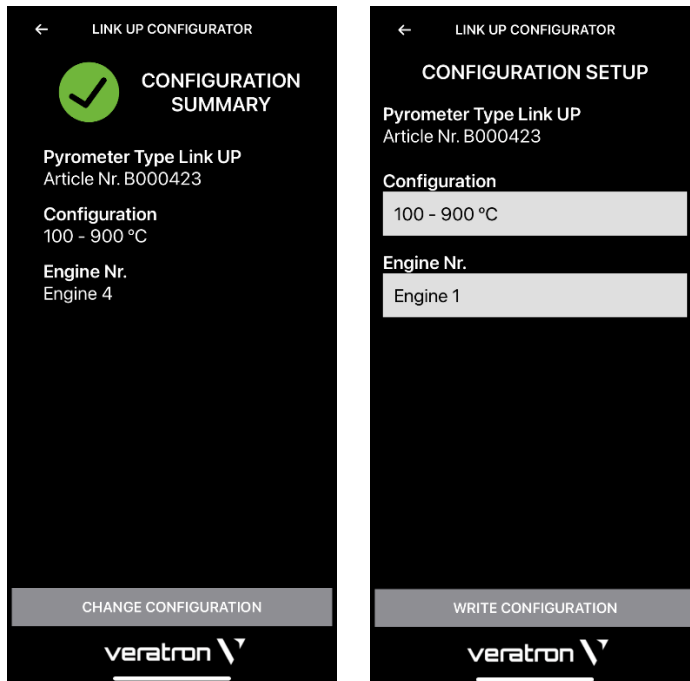 LINK UP CONFIGURATOR
CONFIGURATION
SUMMARY
Pyrometer Type Link UP
Article Nr. B000423
Configuration
100 - 900 °C
Engine Nr.
Engine 4
CHANGE CONFIGURATION
veratron
LINK UP CONFIGURATOR
CONFIGURATION SETUP
Pyrometer Type Link UP
Article Nr. B000423
Configuration
100 - 900 °C
Engine Nr.
Engine 1
WRITE CONFIGURATION
veratron